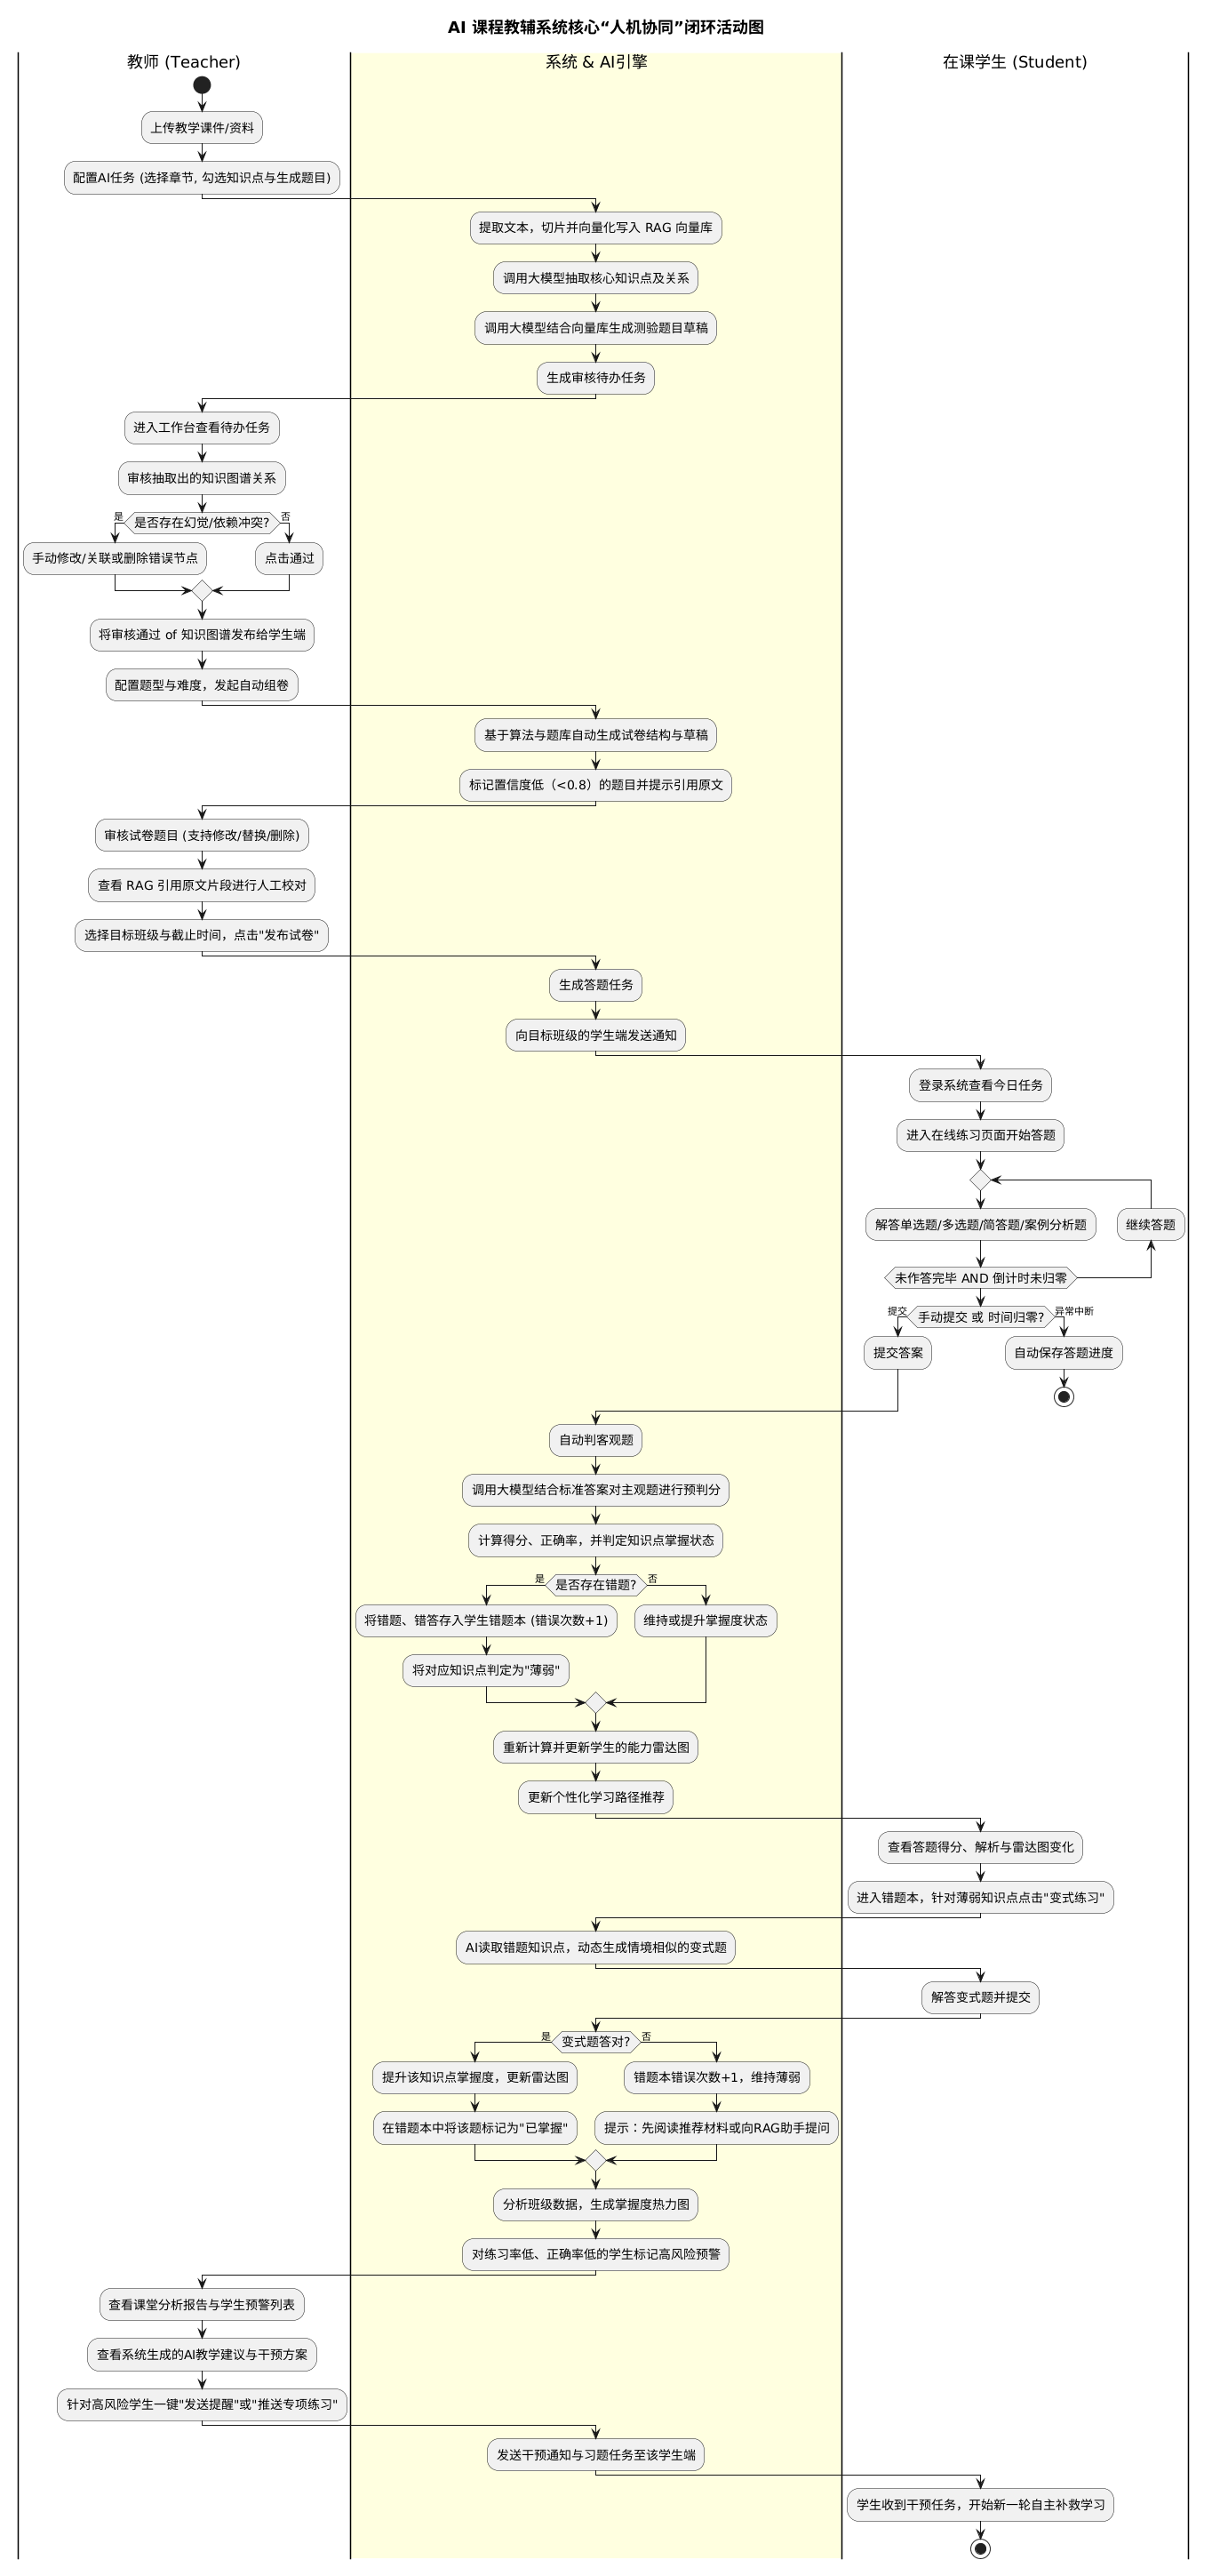 AI 课程教辅系统核心“人机协同”闭环活动图
教师 (Teacher)
系统 & AI引擎
在课学生 (Student)
上传教学课件/资料
配置AI任务 (选择章节, 勾选知识点与生成题目)
提取文本，切片并向量化写入 RAG 向量库
调用大模型抽取核心知识点及关系
调用大模型结合向量库生成测验题目草稿
生成审核待办任务
进入工作台查看待办任务
审核抽取出的知识图谱关系
是
是否存在幻觉/依赖冲突?
否
手动修改/关联或删除错误节点
点击通过
将审核通过 of 知识图谱发布给学生端
配置题型与难度，发起自动组卷
基于算法与题库自动生成试卷结构与草稿
标记置信度低（<0.8）的题目并提示引用原文
审核试卷题目 (支持修改/替换/删除)
查看 RAG 引用原文片段进行人工校对
选择目标班级与截止时间，点击"发布试卷"
生成答题任务
向目标班级的学生端发送通知
登录系统查看今日任务
进入在线练习页面开始答题
解答单选题/多选题/简答题/案例分析题
继续答题
未作答完毕 AND 倒计时未归零
提交
手动提交 或 时间归零?
异常中断
提交答案
自动保存答题进度
自动判客观题
调用大模型结合标准答案对主观题进行预判分
计算得分、正确率，并判定知识点掌握状态
是
是否存在错题?
否
将错题、错答存入学生错题本 (错误次数+1)
维持或提升掌握度状态
将对应知识点判定为"薄弱"
重新计算并更新学生的能力雷达图
更新个性化学习路径推荐
查看答题得分、解析与雷达图变化
进入错题本，针对薄弱知识点点击"变式练习"
AI读取错题知识点，动态生成情境相似的变式题
解答变式题并提交
是
变式题答对?
否
提升该知识点掌握度，更新雷达图
错题本错误次数+1，维持薄弱
在错题本中将该题标记为"已掌握"
提示：先阅读推荐材料或向RAG助手提问
分析班级数据，生成掌握度热力图
对练习率低、正确率低的学生标记高风险预警
查看课堂分析报告与学生预警列表
查看系统生成的AI教学建议与干预方案
针对高风险学生一键"发送提醒"或"推送专项练习"
发送干预通知与习题任务至该学生端
学生收到干预任务，开始新一轮自主补救学习